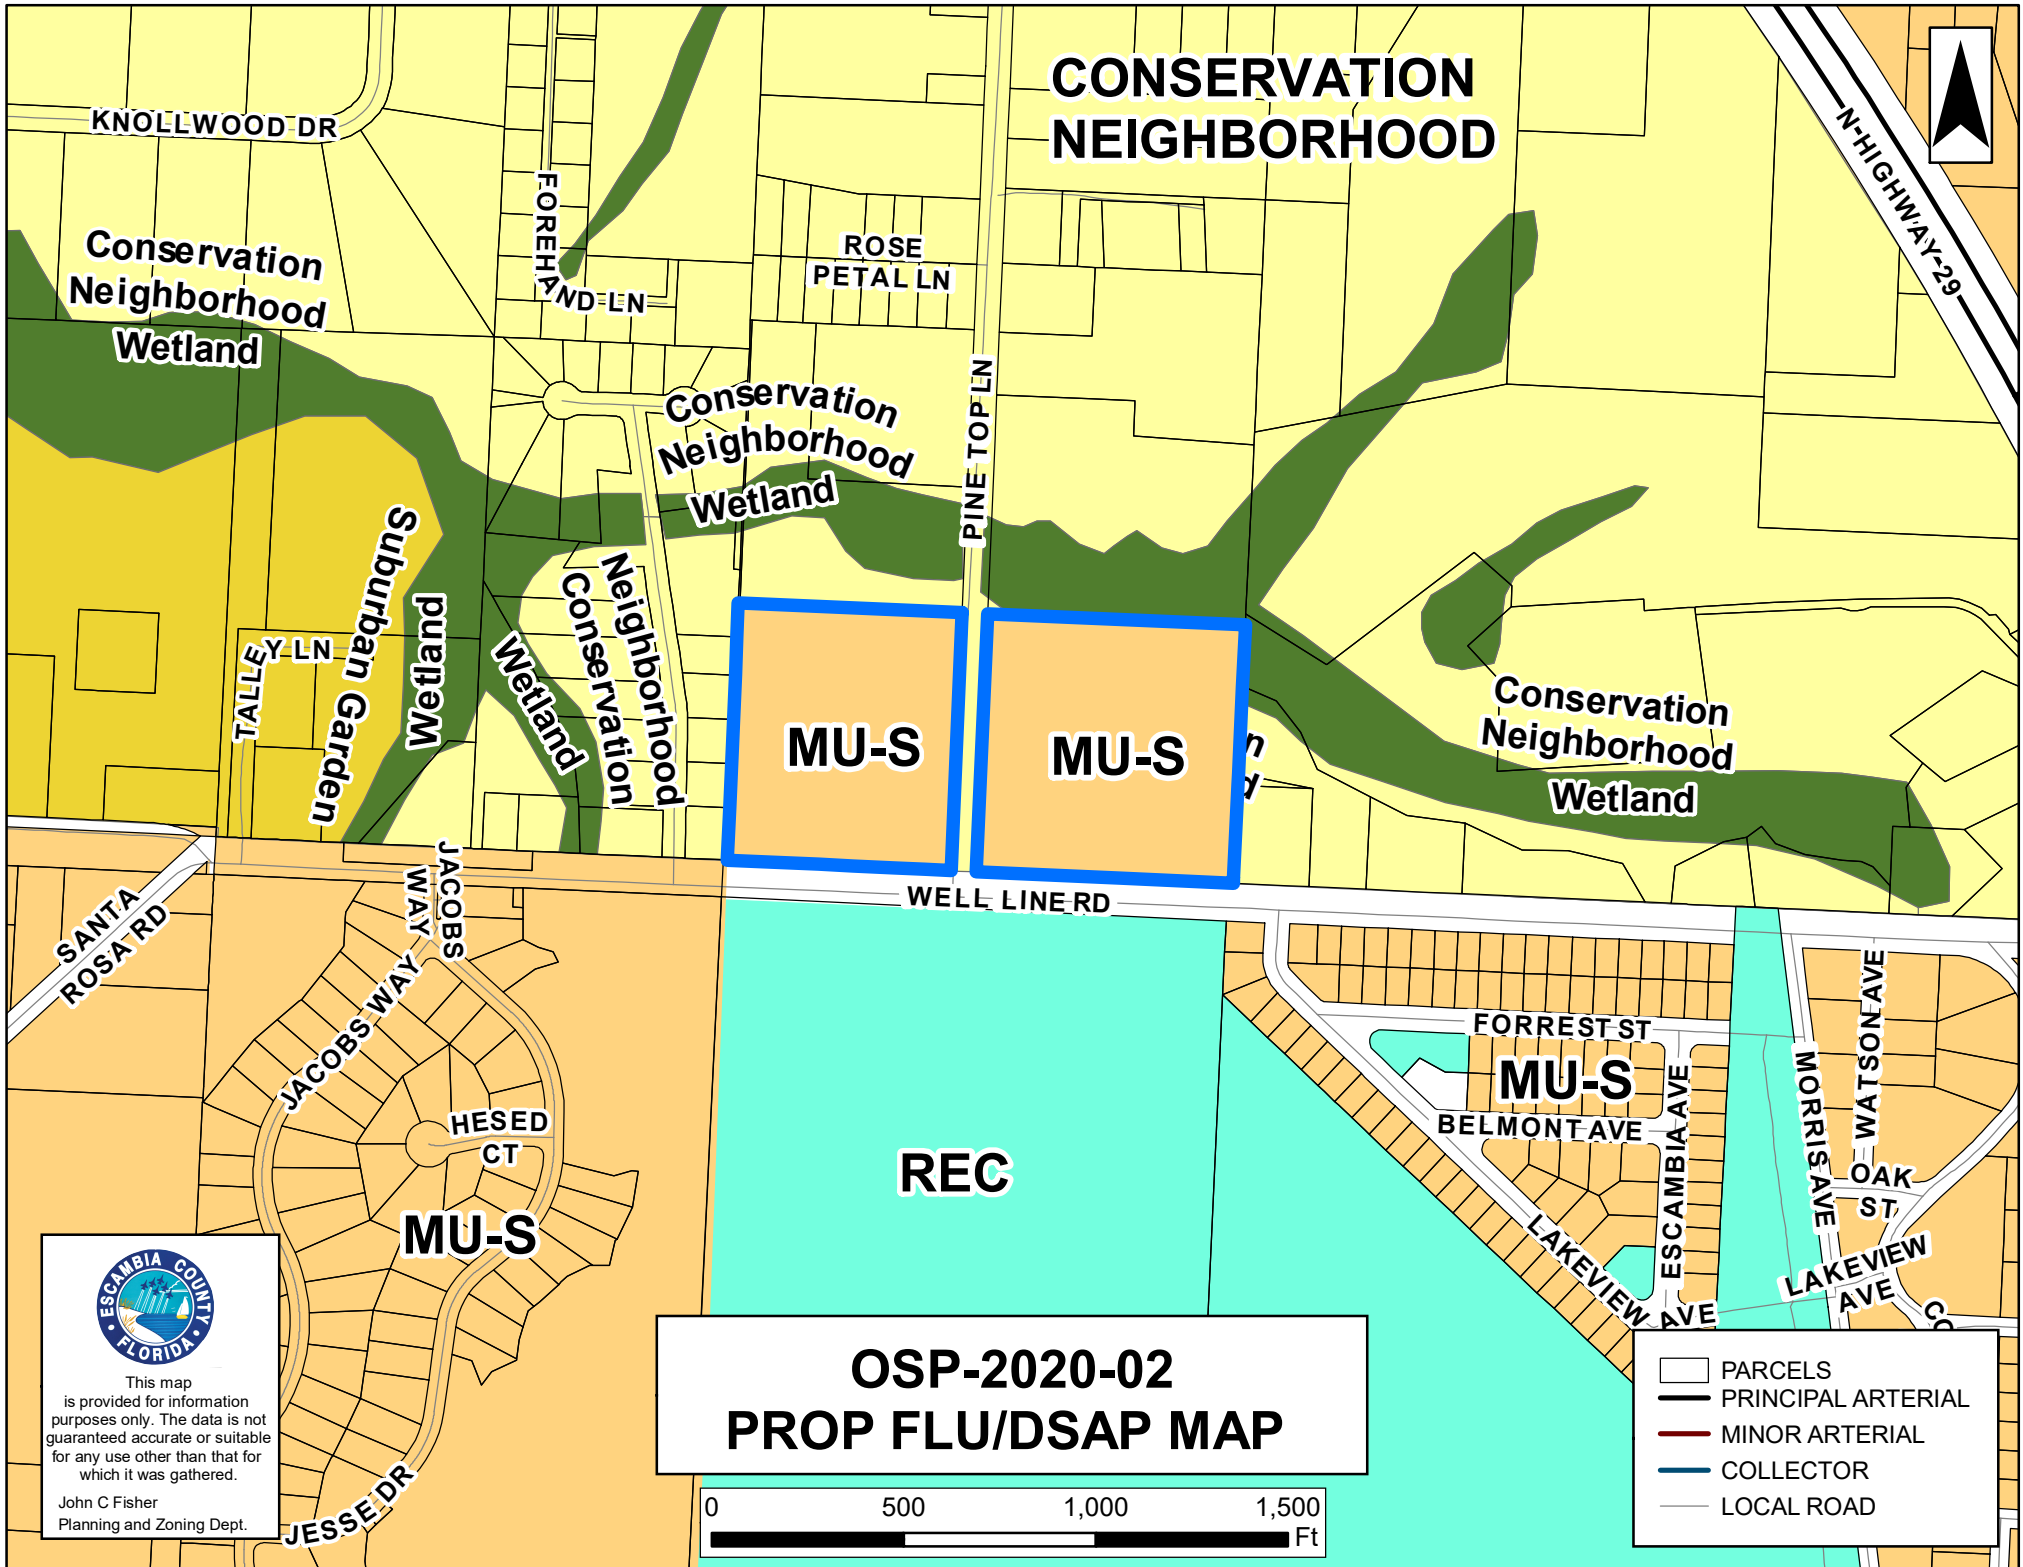 CONSERVATION
NEIGHBORHOOD
KNOLLWOOD DR
FOREHAND LN
N-HIGHWAY-29
Conservation
Neighborhood
Wetland
ROSE
PETAL LN
PINE TOP LN
Conservation
Neighborhood
Wetland
Suburban Garden
Wetland
Wetland
Neighborhood
Conservation
TALLEY LN
MU-S
MU-S
n
d
Conservation
Neighborhood
Wetland
WELL LINE RD
SANTA
ROSA RD
JACOBS
WAY
JACOBS WAY
HESED
CT
MU-S
JESSE DR
REC
FORREST ST
MU-S
BELMONT AVE
ESCAMBIA AVE
LAKEVIEW AVE
MORRIS AVE
WATSON AVE
OAK
ST
LAKEVIEW
AVE
CO
ESCAMBIA COUNTY
FLORIDA
This map
is provided for information
purposes only. The data is not
guaranteed accurate or suitable
for any use other than that for
which it was gathered.
John C Fisher
Planning and Zoning Dept.
OSP-2020-02
PROP FLU/DSAP MAP
0 500 1,000 1,500
Ft
PARCELS
PRINCIPAL ARTERIAL
MINOR ARTERIAL
COLLECTOR
LOCAL ROAD